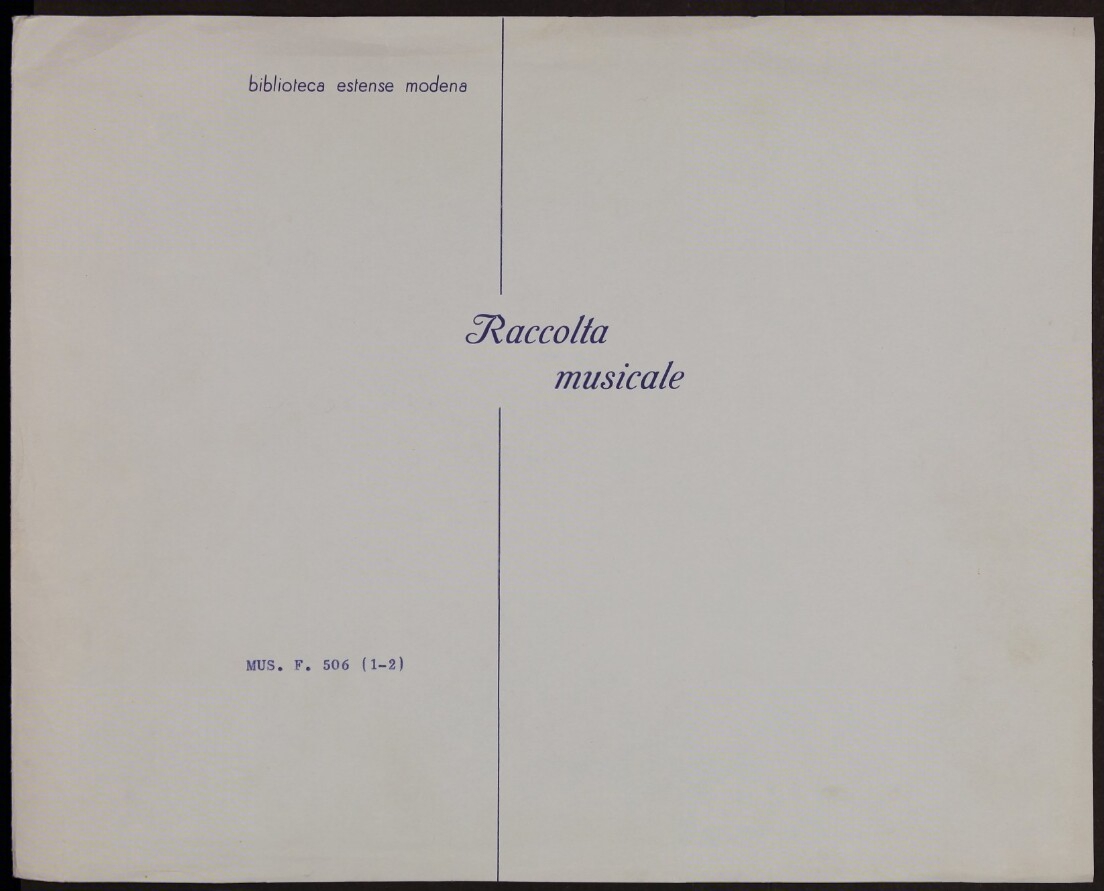 biblioteca estense modena
Raccolta
musicale
MUS. F. 506 (1-2)